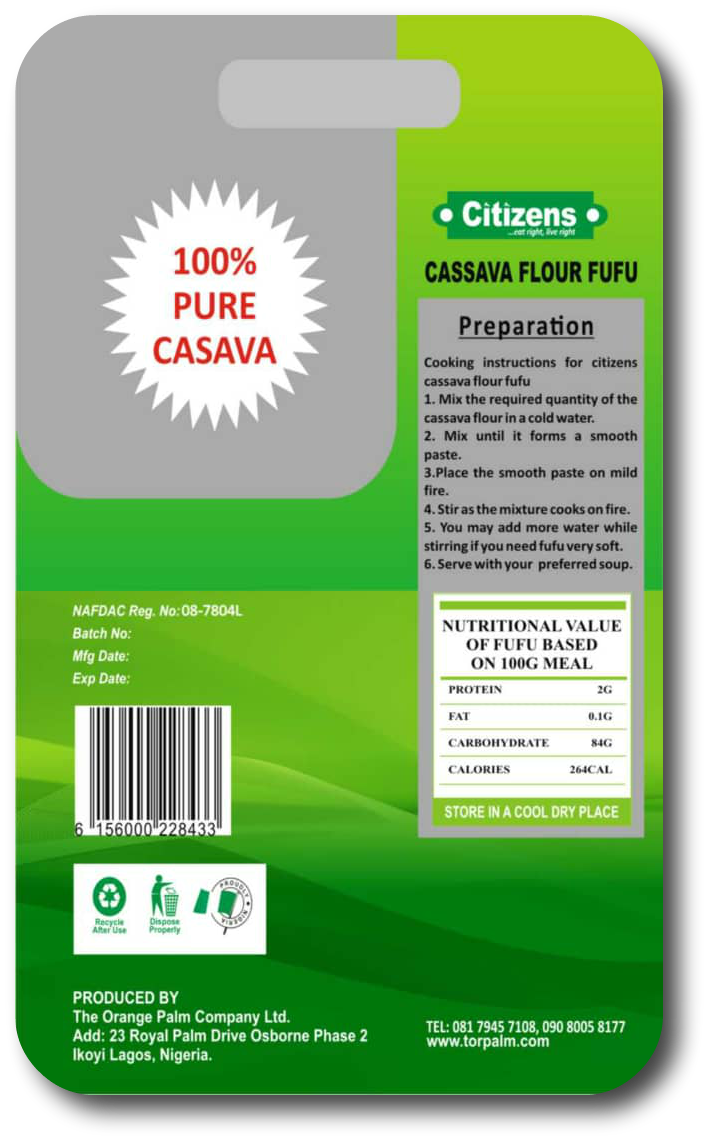 100%
PURE
CASAVA
Citizens
...eat right, live right
CASSAVA FLOUR FUFU
Preparation
Cooking instructions for citizens
cassava flour fufu
1. Mix the required quantity of the
cassava flour in a cold water.
2. Mix until it forms a smooth
paste.
3.Place the smooth paste on mild
fire.
4. Stir as the mixture cooks on fire.
5. You may add more water while
stirring if you need fufu very soft.
6. Serve with your preferred soup.
NUTRITIONAL VALUE
OF FUFU BASED
ON 100G MEAL
PROTEIN 2G
FAT 0.1G
CARBOHYDRATE 84G
CALORIES 264CAL
STORE IN A COOL DRY PLACE
NAFDAC Reg. No: 08-7804L
Batch No:
Mfg Date:
Exp Date:
6 156000 228433
Recycle
After Use
Dispose
Properly
PROUDLY
NIGERIA
PRODUCED BY
The Orange Palm Company Ltd.
Add: 23 Royal Palm Drive Osborne Phase 2
Ikoyi Lagos, Nigeria.
TEL: 081 7945 7108, 090 8005 8177
www.torpalm.com